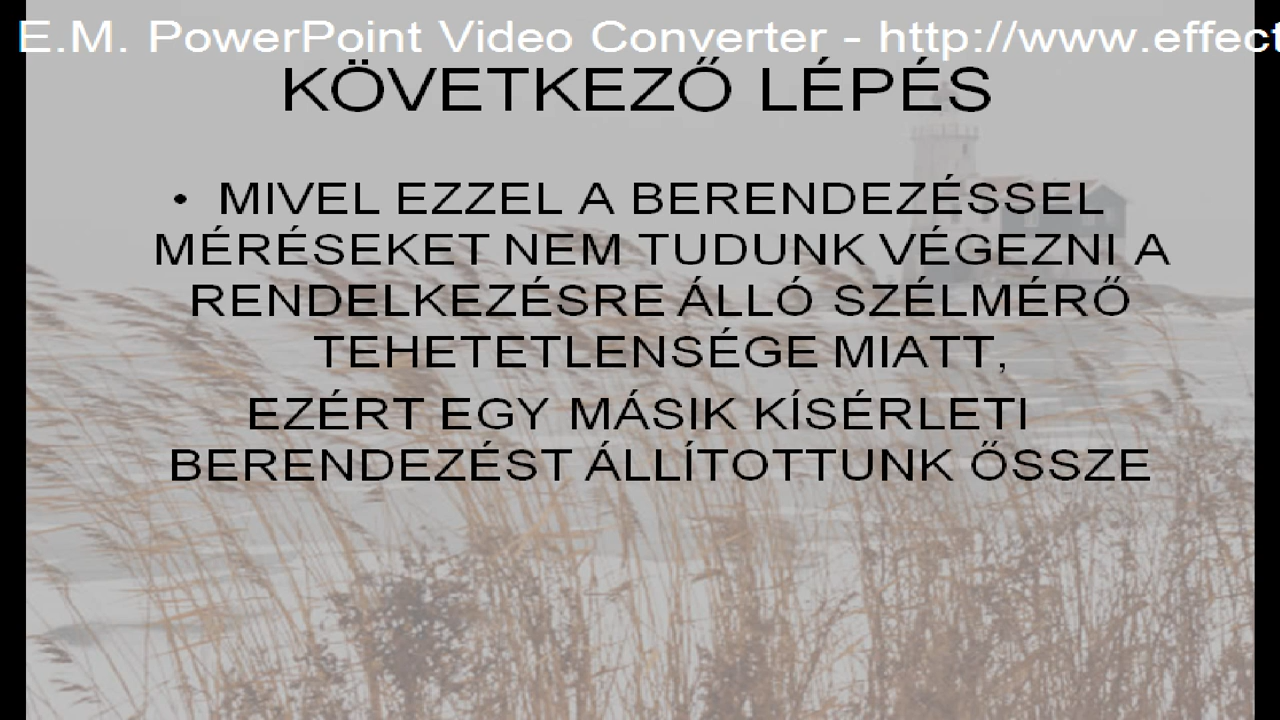 E.M. PowerPoint Video Converter - http://www.effect
KÖVETKEZŐ LÉPÉS
• MIVEL EZZEL A BERENDEZÉSSEL
MÉRÉSEKET NEM TUDUNK VÉGEZNI A
RENDELKEZÉSRE ÁLLÓ SZÉLMÉRŐ
TEHETETLENSÉGE MIATT,
EZÉRT EGY MÁSIK KÍSÉRLETI
BERENDEZÉST ÁLLÍTOTTUNK ŐSSZE